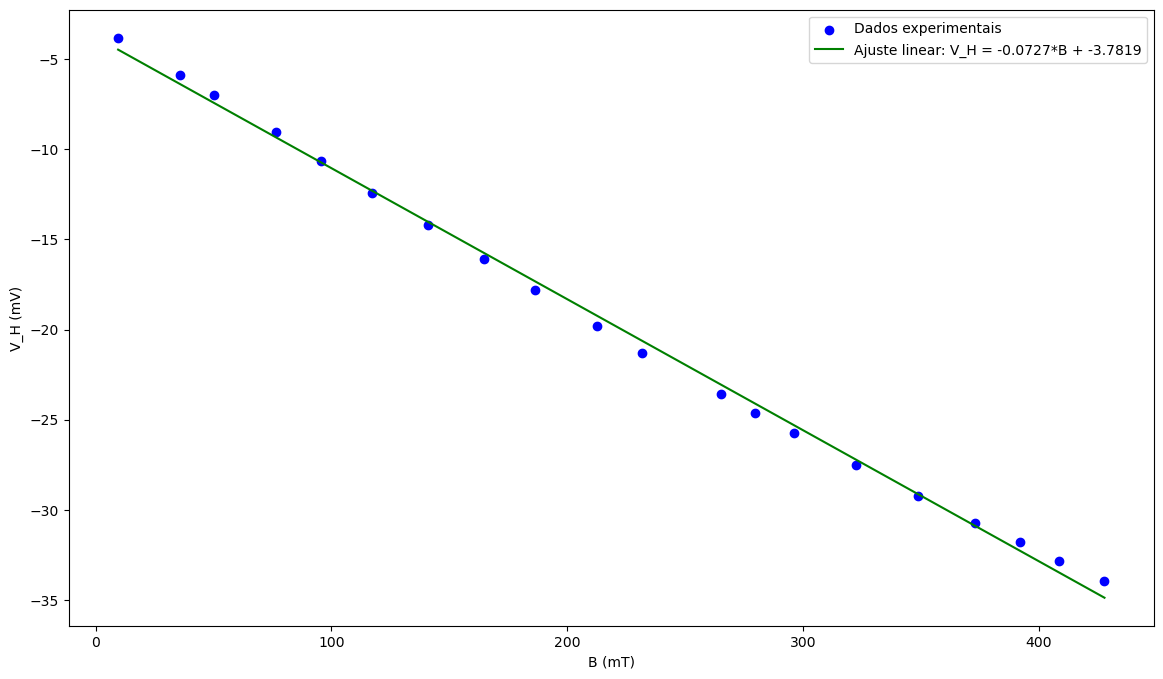 Dados experimentais
Ajuste linear: V_H = -0.0727*B + -3.7819
V_H (mV)
−5
−10
−15
−20
−25
−30
−35
0 100 200 300 400
B (mT)